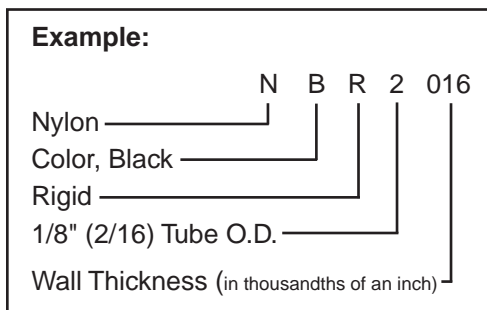 Example:
N B R 2 016
Nylon
Color, Black
Rigid
1/8" (2/16) Tube O.D.
Wall Thickness (in thousandths of an inch)